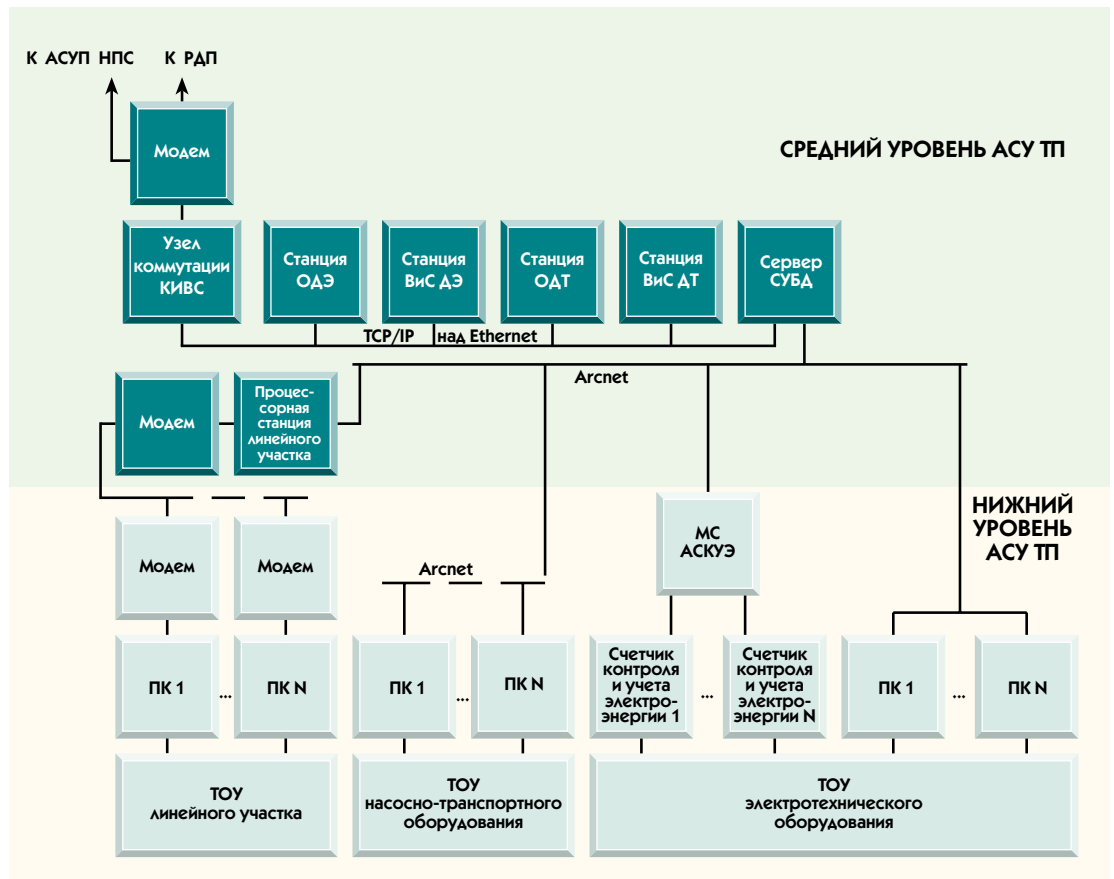 К АСУП НПС
К РДП
Модем
СРЕДНИЙ УРОВЕНЬ АСУ ТП
Узел
коммутации
КИВС
Станция
ОДЭ
Станция
ВиС ДЭ
Станция
ОДТ
Станция
ВиС ДТ
Сервер
СУБД
TCP/IP над Ethernet
Arcnet
Модем
Процес-
сорная
станция
линейного
участка
НИЖНИЙ
УРОВЕНЬ
АСУ ТП
Модем
Модем
Arcnet
МС
АСКУЭ
ПК 1
...
ПК N
ПК 1
...
ПК N
Счетчик
контроля
и учета
электро-
энергии 1
...
Счетчик
контроля
и учета
электро-
энергии N
ПК 1
...
ПК N
ТОУ
линейного участка
ТОУ
насосно-транспортного
оборудования
ТОУ
электротехнического
оборудования